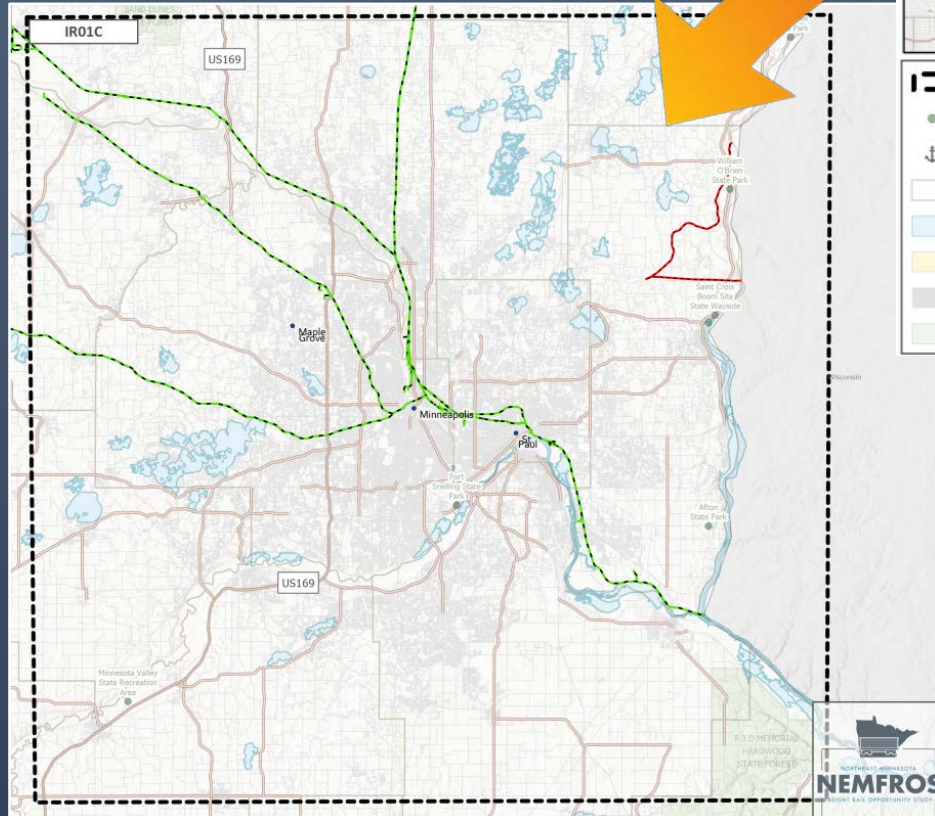 SAND DUNES
IR01C
US169
Park
William
O'Brien
State Park
Saint Croix
Boom Site
State Wayside
Maple
Grove
Wisconsin
Minneapolis
St
Paul
Fort
Snelling State
Park
Afton
State Park
US169
Minnesota Valley
State Recreation
Area
R J D MEMORIAL
HARDWOOD
STATE FOREST
NORTHEAST MINNESOTA
NEMFROS
FREIGHT RAIL OPPORTUNITY STUDY